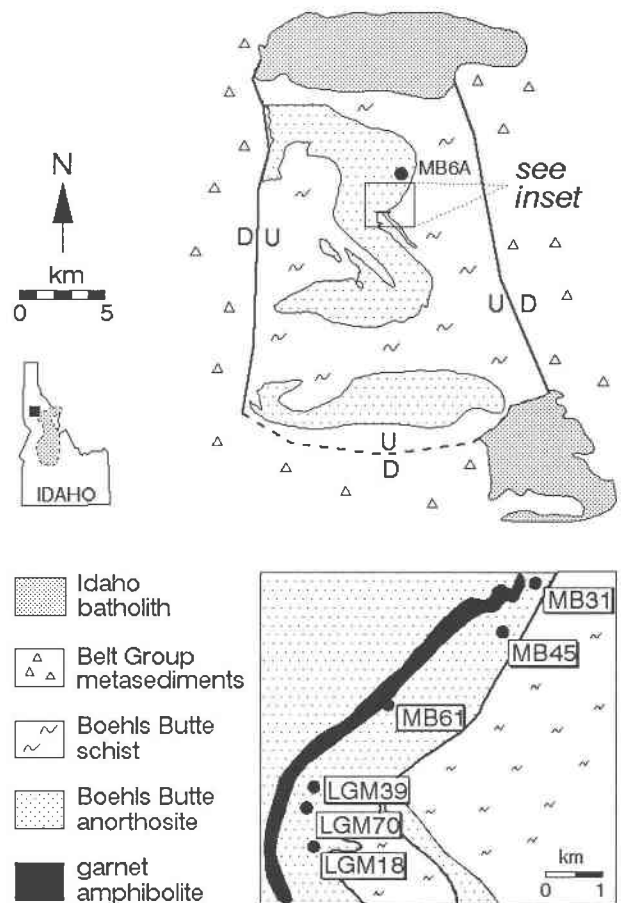 MB6A
see
inset
N
km
0 5
D U
U D
U
D
IDAHO
Idaho
batholith
Belt Group
metasediments
Boehls Butte
schist
Boehls Butte
anorthosite
garnet
amphibolite
MB31
MB45
MB61
LGM39
LGM70
LGM18
km
0 1